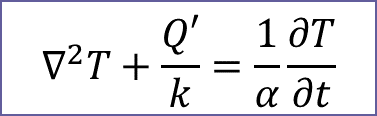 ∇²T + Q′/k = 1/α ∂T/∂t